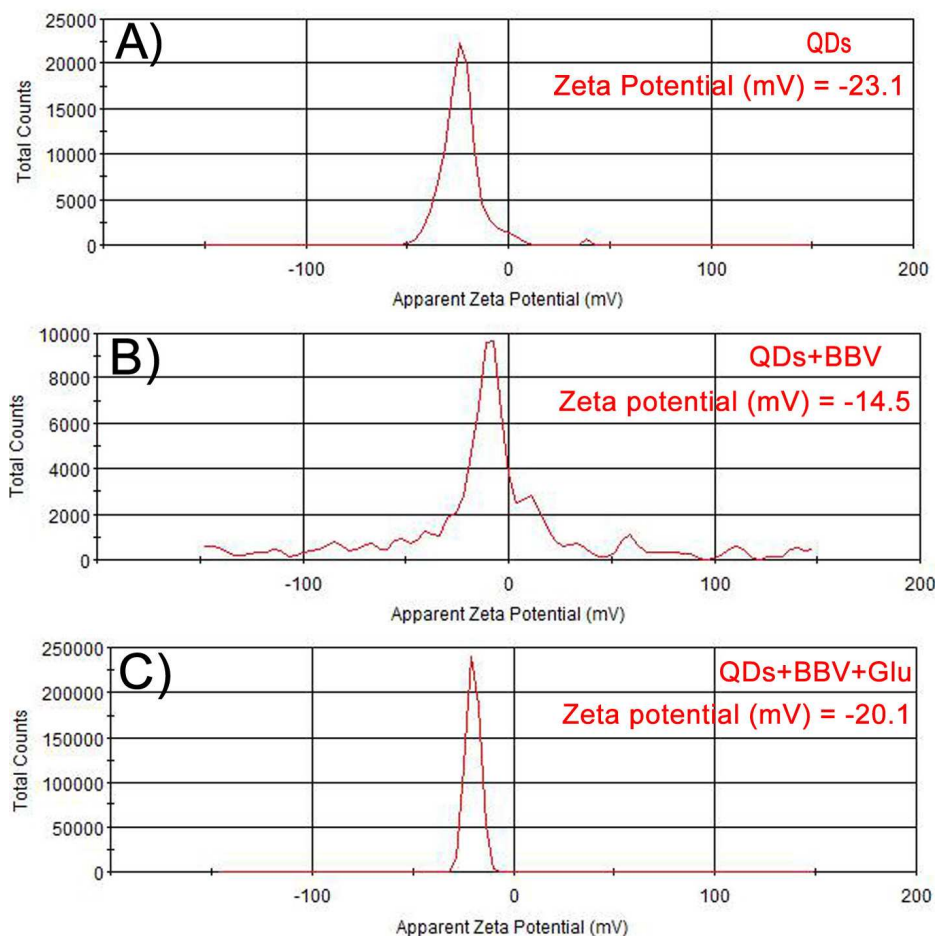 A)
QDs
Zeta Potential (mV) = -23.1
Total Counts
25000
20000
15000
10000
5000
0
-100
0
100
200
Apparent Zeta Potential (mV)
B)
QDs+BBV
Zeta potential (mV) = -14.5
Total Counts
10000
8000
6000
4000
2000
0
-100
0
100
200
Apparent Zeta Potential (mV)
C)
QDs+BBV+Glu
Zeta potential (mV) = -20.1
Total Counts
250000
200000
150000
100000
50000
0
-100
0
100
200
Apparent Zeta Potential (mV)